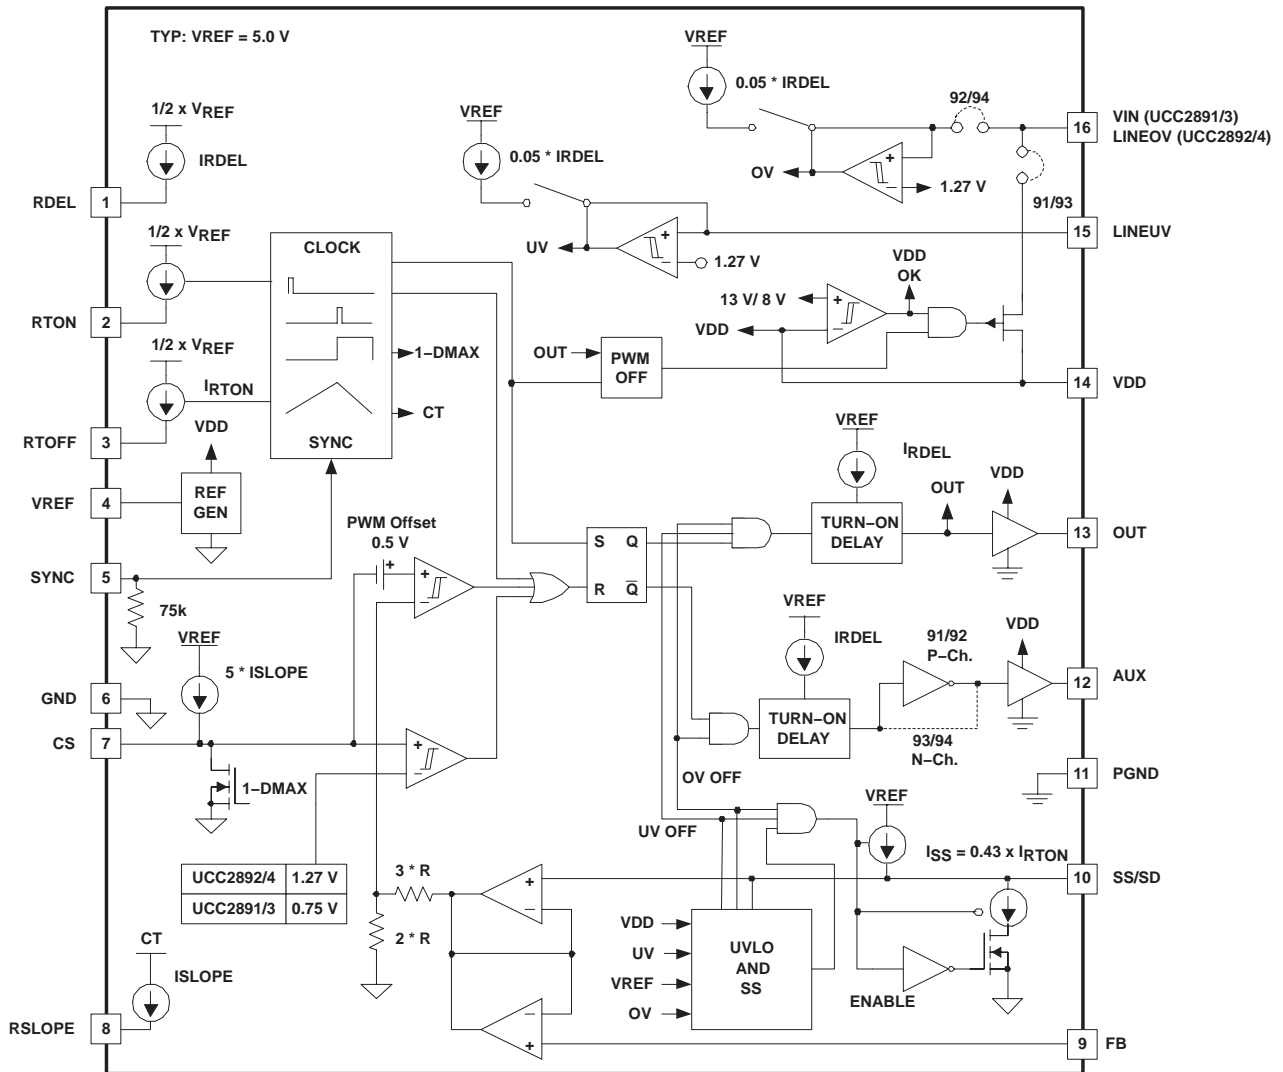 TYP: VREF = 5.0 V
VREF
0.05 * IRDEL
92/94
16
VIN (UCC2891/3)
LINEOV (UCC2892/4)
1/2 x VREF
IRDEL
VREF
0.05 * IRDEL
OV
+
−
1.27 V
91/93
RDEL
1
15
LINEUV
1/2 x VREF
CLOCK
UV
+
−
1.27 V
VDD
OK
RTON
2
13 V/ 8 V
+
−
VDD
1/2 x VREF
1−DMAX
OUT
PWM
OFF
14
VDD
IRTON
CT
RTOFF
3
SYNC
VDD
VREF
IRDEL
VREF
4
REF
GEN
OUT
VDD
PWM Offset
0.5 V
TURN−ON
DELAY
13
OUT
S
Q
R
Q
SYNC
5
+
+
−
75k
VREF
5 * ISLOPE
VREF
IRDEL
91/92
P−Ch.
VDD
12
AUX
GND
6
CS
7
+
−
TURN−ON
DELAY
93/94
N−Ch.
1−DMAX
OV OFF
11
PGND
UV OFF
VREF
ISS = 0.43 x IRTON
UCC2892/4
1.27 V
UCC2891/3
0.75 V
3 * R
+
−
10
SS/SD
2 * R
VDD
UV
VREF
OV
UVLO
AND
SS
ENABLE
CT
ISLOPE
RSLOPE
8
−
+
9
FB